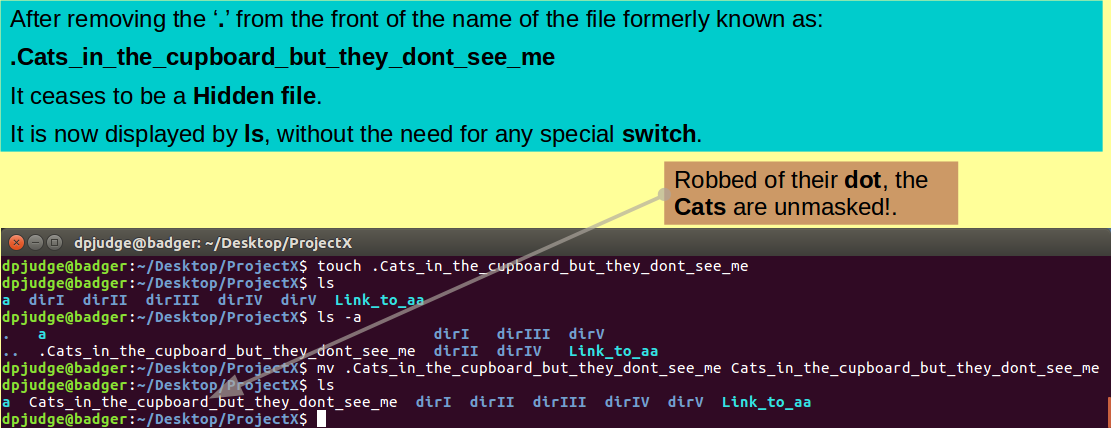 After removing the ‘.’ from the front of the name of the file formerly known as:
.Cats_in_the_cupboard_but_they_dont_see_me
It ceases to be a Hidden file.
It is now displayed by ls, without the need for any special switch.
Robbed of their dot, the
Cats are unmasked!.
dpjudge@badger: ~/Desktop/ProjectX
dpjudge@badger:~/Desktop/ProjectX$ touch .Cats_in_the_cupboard_but_they_dont_see_me
dpjudge@badger:~/Desktop/ProjectX$ ls
a  dirI  dirII  dirIII  dirIV  dirV  Link_to_aa
dpjudge@badger:~/Desktop/ProjectX$ ls -a
.   a                                           dirI   dirIII  dirV
..  .Cats_in_the_cupboard_but_they_dont_see_me  dirII  dirIV   Link_to_aa
dpjudge@badger:~/Desktop/ProjectX$ mv .Cats_in_the_cupboard_but_they_dont_see_me Cats_in_the_cupboard_but_they_dont_see_me
dpjudge@badger:~/Desktop/ProjectX$ ls
a  Cats_in_the_cupboard_but_they_dont_see_me  dirI  dirII  dirIII  dirIV  dirV  Link_to_aa
dpjudge@badger:~/Desktop/ProjectX$